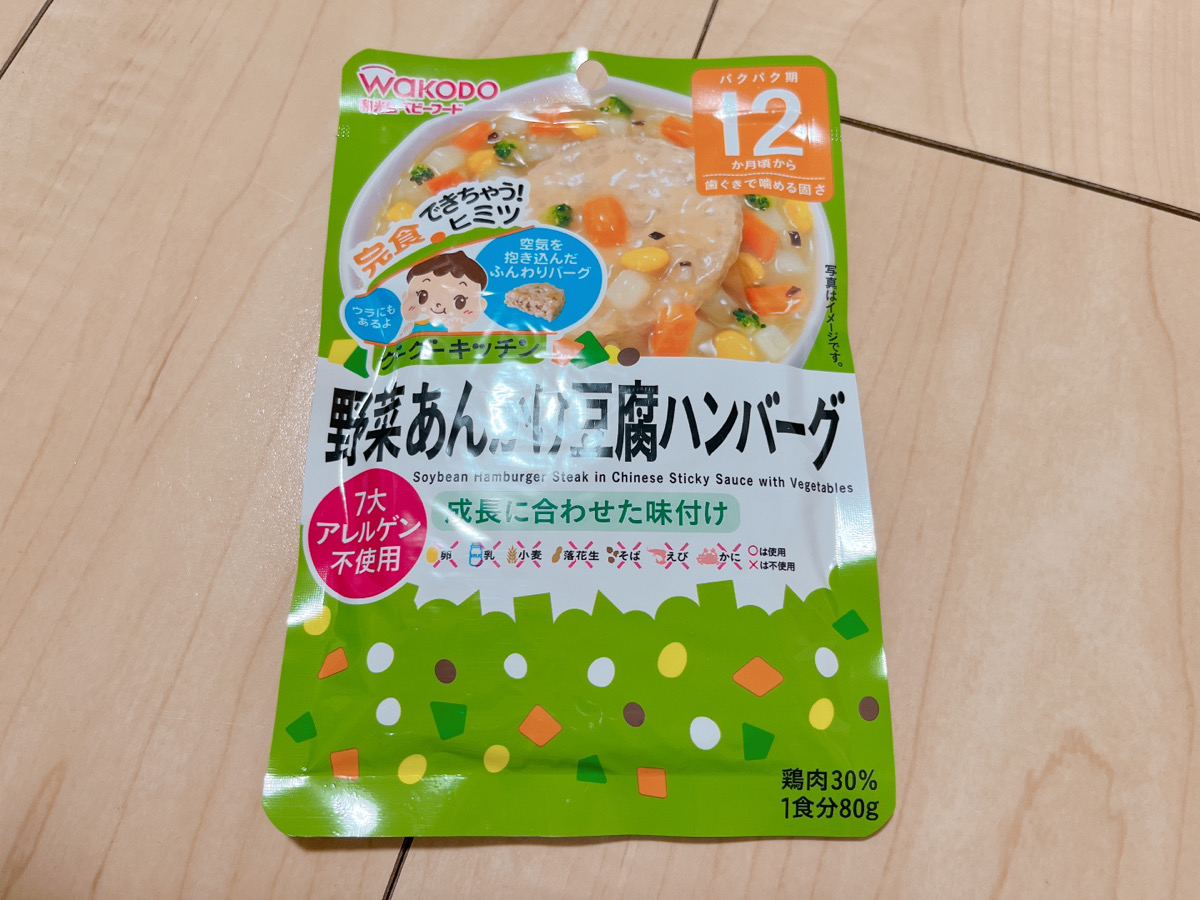 WAKODO
和光堂ベビーフード
パクパク期
12
か月頃から
歯ぐきで噛める固さ
完食できちゃう!
ヒミツ
空気を
抱き込んだ
ふんわりバーグ
ウラにも
あるよ
写真はイメージです。
グーグーキッチン
野菜あんかけ豆腐ハンバーグ
Soybean Hamburger Steak in Chinese Sticky Sauce with Vegetables
7大
アレルゲン
不使用
成長に合わせた味付け
卵 乳 小麦 落花生 そば えび かに
○は使用
×は不使用
鶏肉30%
1食分80g